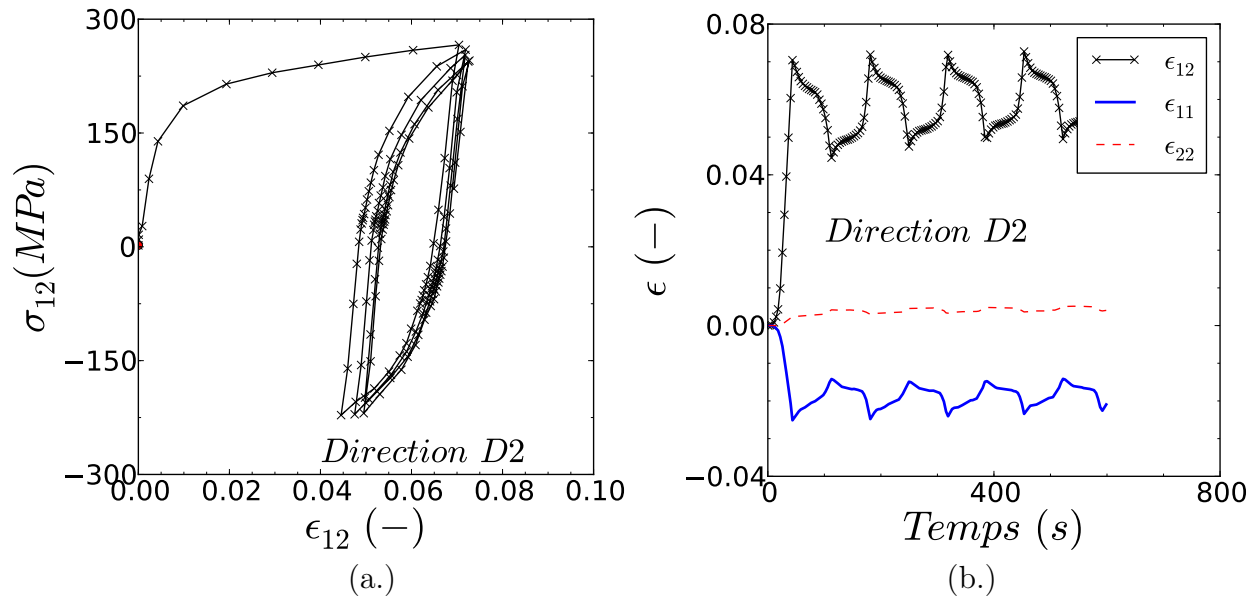 300
150
0
−150
−300
0.00 0.02 0.04 0.06 0.08 0.10
σ12(MPa)
ϵ12 (−)
Direction D2
(a.)
0.08
0.04
0.00
−0.04
0 400 800
ϵ (−)
Temps (s)
ϵ12
ϵ11
ϵ22
Direction D2
(b.)